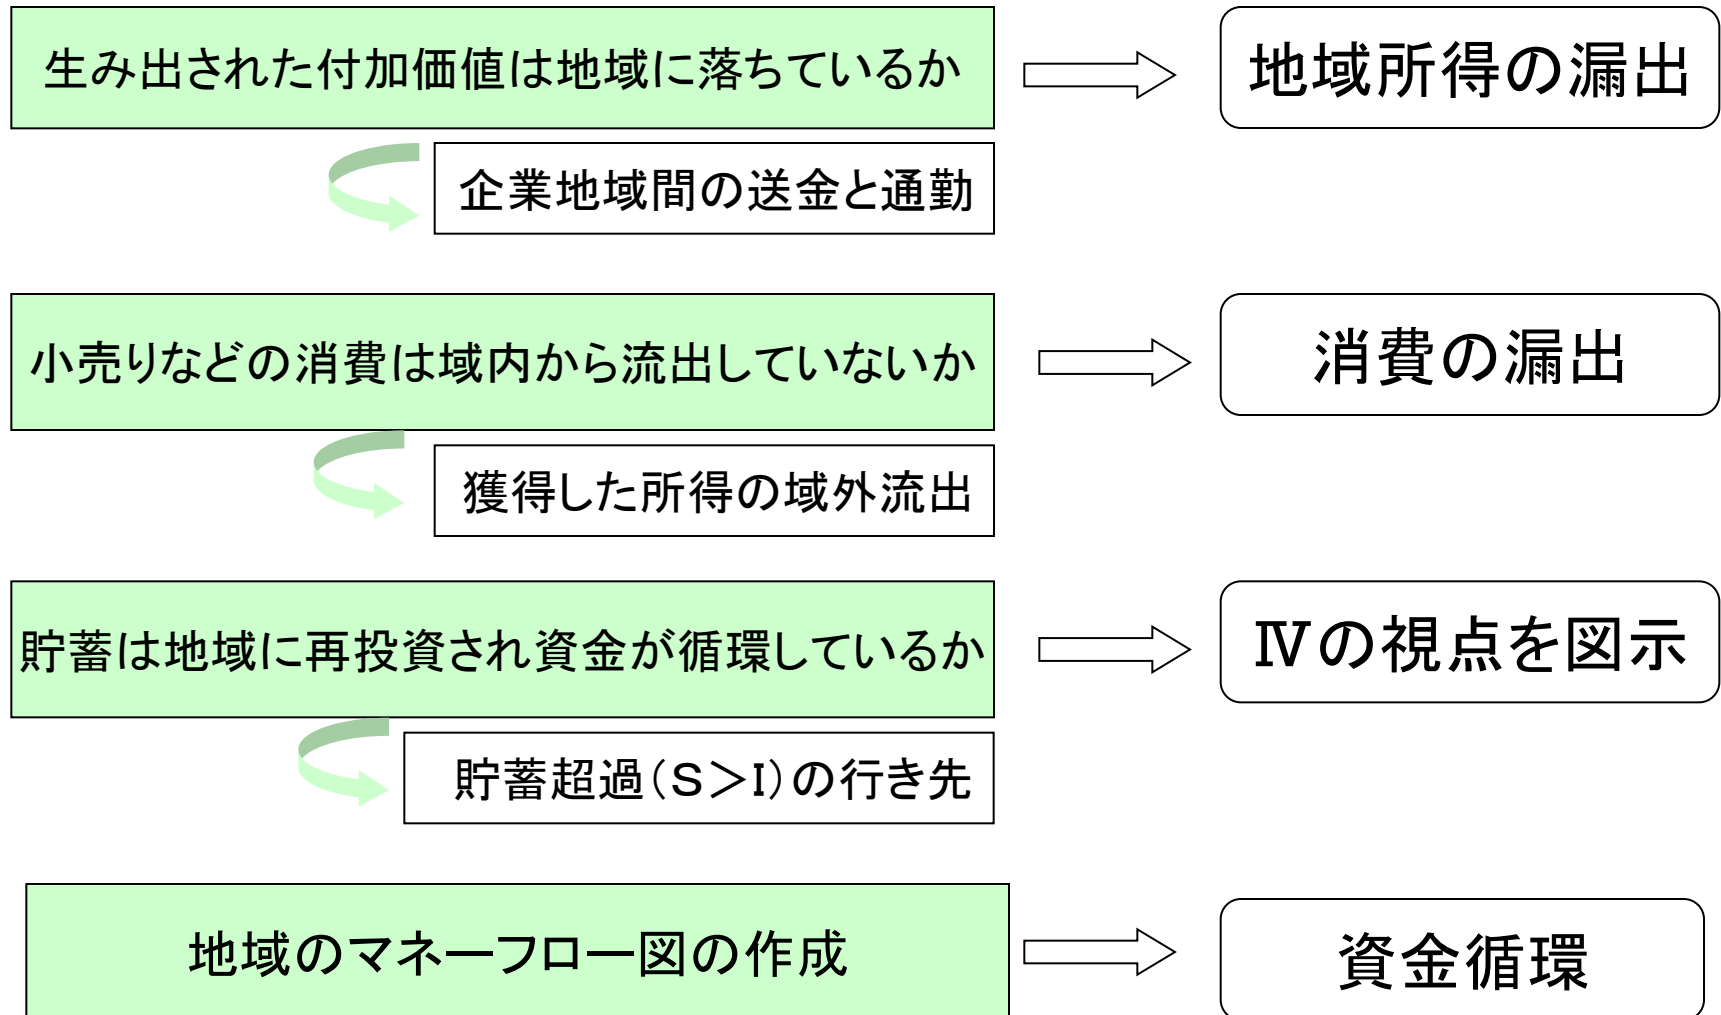 生み出された付加価値は地域に落ちているか
地域所得の漏出
企業地域間の送金と通勤
小売りなどの消費は域内から流出していないか
消費の漏出
獲得した所得の域外流出
貯蓄は地域に再投資され資金が循環しているか
Ⅳの視点を図示
貯蓄超過(S>I)の行き先
地域のマネーフロー図の作成
資金循環